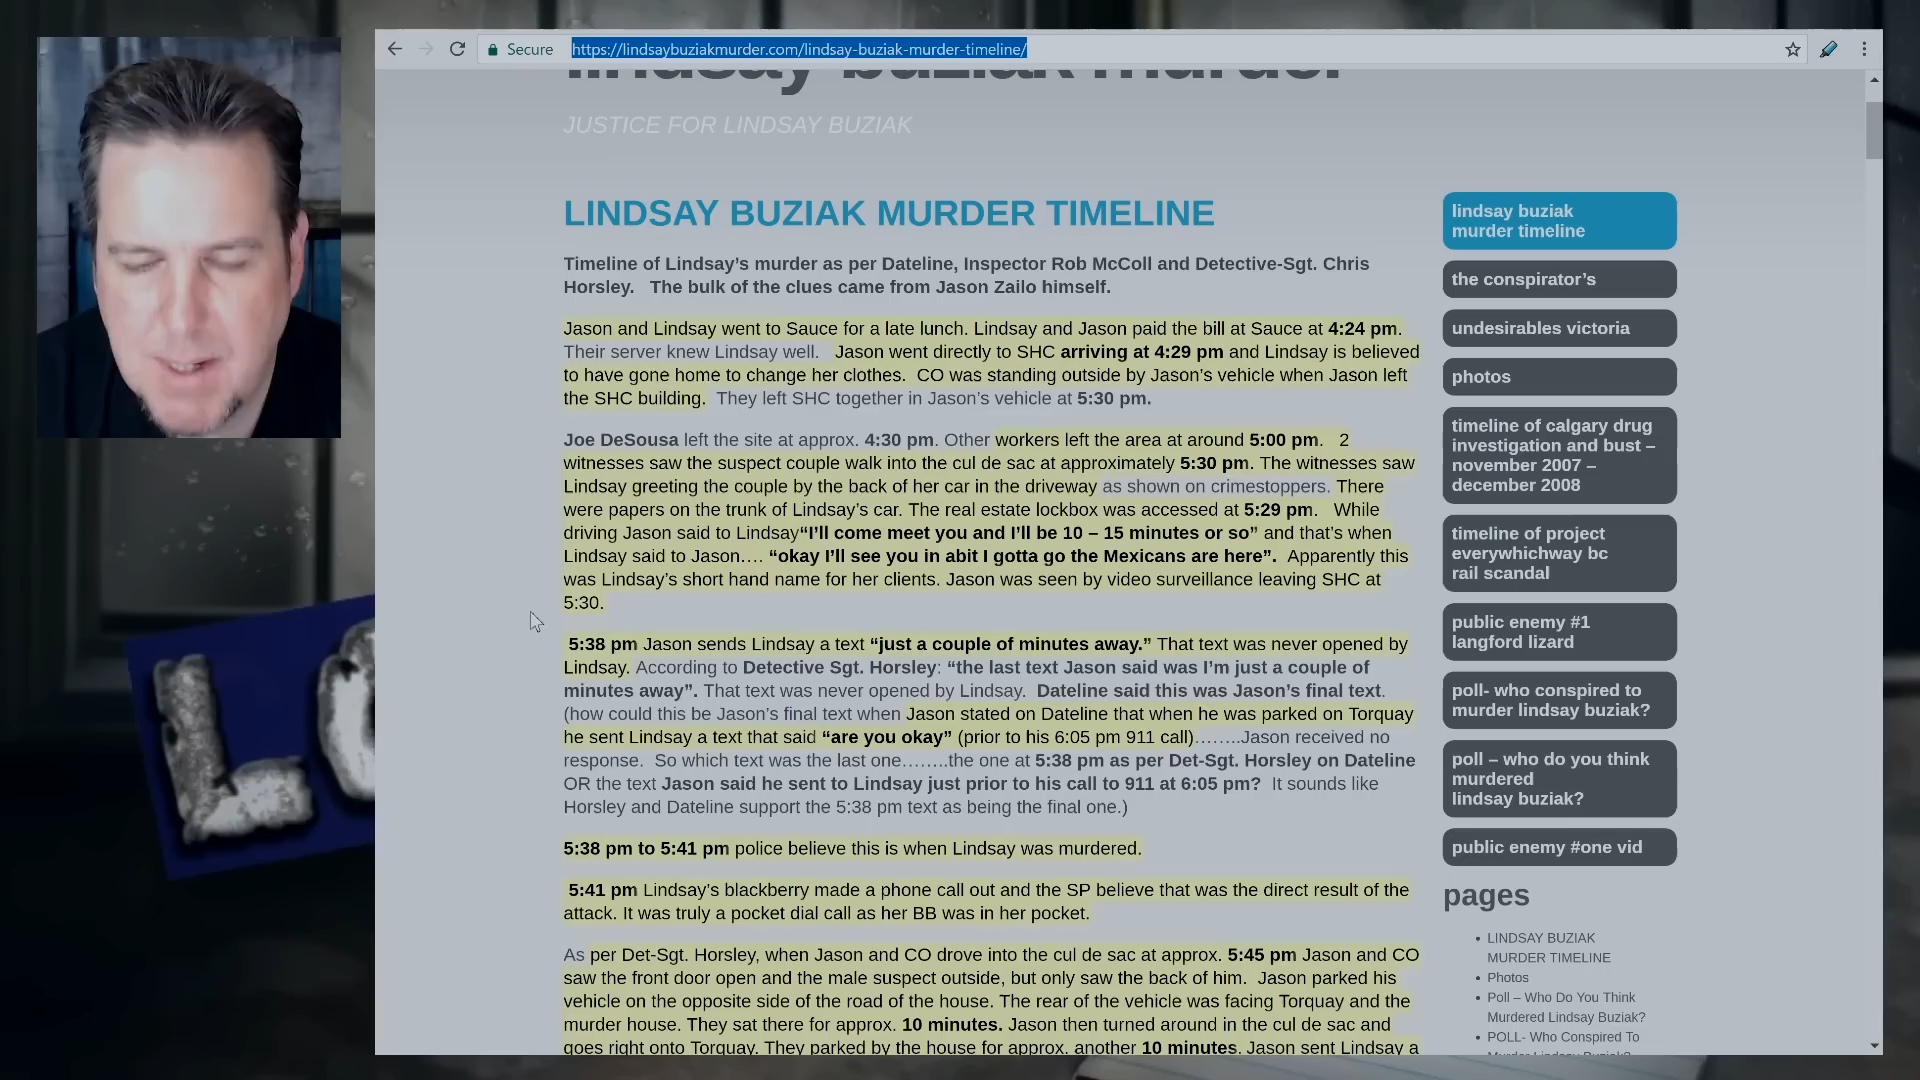 Secure https://lindsaybuziakmurder.com/lindsay-buziak-murder-timeline/
lindsay buziak murder
JUSTICE FOR LINDSAY BUZIAK
LINDSAY BUZIAK MURDER TIMELINE
Timeline of Lindsay’s murder as per Dateline, Inspector Rob McColl and Detective-Sgt. Chris
Horsley. The bulk of the clues came from Jason Zailo himself.
Jason and Lindsay went to Sauce for a late lunch. Lindsay and Jason paid the bill at Sauce at 4:24 pm.
Their server knew Lindsay well. Jason went directly to SHC arriving at 4:29 pm and Lindsay is believed
to have gone home to change her clothes. CO was standing outside by Jason’s vehicle when Jason left
the SHC building. They left SHC together in Jason’s vehicle at 5:30 pm.
Joe DeSousa left the site at approx. 4:30 pm. Other workers left the area at around 5:00 pm. 2
witnesses saw the suspect couple walk into the cul de sac at approximately 5:30 pm. The witnesses saw
Lindsay greeting the couple by the back of her car in the driveway as shown on crimestoppers. There
were papers on the trunk of Lindsay’s car. The real estate lockbox was accessed at 5:29 pm. While
driving Jason said to Lindsay“I’ll come meet you and I’ll be 10 – 15 minutes or so” and that’s when
Lindsay said to Jason…. “okay I’ll see you in abit I gotta go the Mexicans are here”. Apparently this
was Lindsay’s short hand name for her clients. Jason was seen by video surveillance leaving SHC at
5:30.
5:38 pm Jason sends Lindsay a text “just a couple of minutes away.” That text was never opened by
Lindsay. According to Detective Sgt. Horsley: “the last text Jason said was I’m just a couple of
minutes away”. That text was never opened by Lindsay. Dateline said this was Jason’s final text.
(how could this be Jason’s final text when Jason stated on Dateline that when he was parked on Torquay
he sent Lindsay a text that said “are you okay” (prior to his 6:05 pm 911 call)……..Jason received no
response. So which text was the last one……..the one at 5:38 pm as per Det-Sgt. Horsley on Dateline
OR the text Jason said he sent to Lindsay just prior to his call to 911 at 6:05 pm? It sounds like
Horsley and Dateline support the 5:38 pm text as being the final one.)
5:38 pm to 5:41 pm police believe this is when Lindsay was murdered.
5:41 pm Lindsay’s blackberry made a phone call out and the SP believe that was the direct result of the
attack. It was truly a pocket dial call as her BB was in her pocket.
As per Det-Sgt. Horsley, when Jason and CO drove into the cul de sac at approx. 5:45 pm Jason and CO
saw the front door open and the male suspect outside, but only saw the back of him. Jason parked his
vehicle on the opposite side of the road of the house. The rear of the vehicle was facing Torquay and the
murder house. They sat there for approx. 10 minutes. Jason then turned around in the cul de sac and
goes right onto Torquay. They parked by the house for approx. another 10 minutes. Jason sent Lindsay a
lindsay buziak
murder timeline
the conspirator’s
undesirables victoria
photos
timeline of calgary drug
investigation and bust –
november 2007 –
december 2008
timeline of project
everywhichway bc
rail scandal
public enemy #1
langford lizard
poll- who conspired to
murder lindsay buziak?
poll – who do you think
murdered
lindsay buziak?
public enemy #one vid
pages
LINDSAY BUZIAK
MURDER TIMELINE
Photos
Poll – Who Do You Think
Murdered Lindsay Buziak?
POLL- Who Conspired To
Murder Lindsay Buziak?